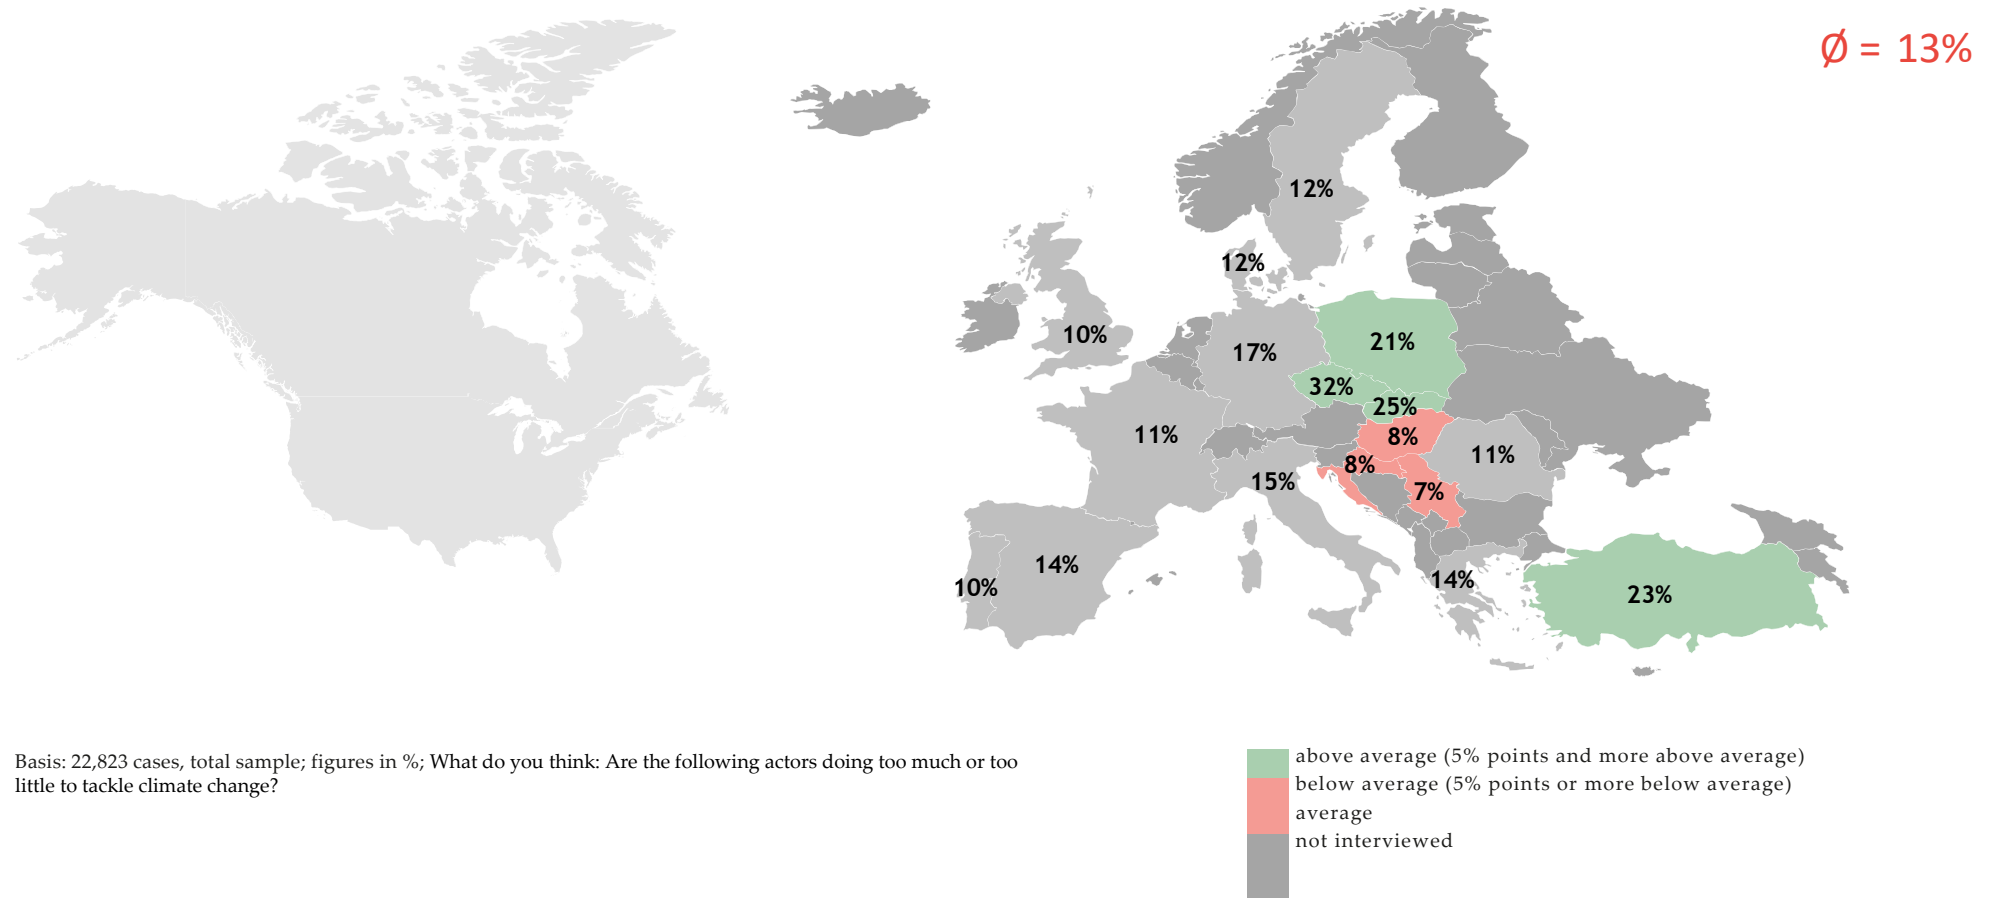 Ø = 13%
12%
12%
10%
17%
21%
32%
25%
11%
8%
11%
8%
15%
7%
14%
10%
14%
23%
Basis: 22,823 cases, total sample; figures in %; What do you think: Are the following actors doing too much or too
little to tackle climate change?
above average (5% points and more above average)
below average (5% points or more below average)
average
not interviewed